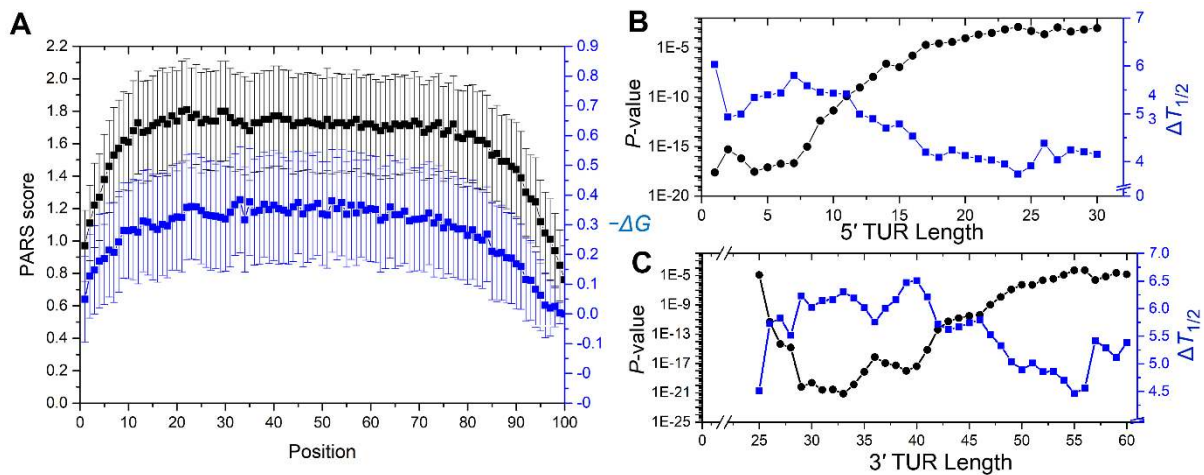 A
PARS score
2.2
2.0
1.8
1.6
1.4
1.2
1.0
0.8
0.6
0.4
0.2
0.0
0.9
0.8
0.7
0.6
0.5
0.4
0.3
0.2
0.1
0.0
-0.1
-0
-0
−ΔG
0 10 20 30 40 50 60 70 80 90 100
Position
B
P-value
1E-5
1E-10
1E-15
1E-20
7
6
5
4
3
4
0
ΔT1/2
0 5 10 15 20 25 30
5′ TUR Length
C
P-value
1E-5
1E-9
1E-13
1E-17
1E-21
1E-25
7.0
6.5
6.0
5.5
5.0
4.5
ΔT1/2
0 25 30 35 40 45 50 55 60
3′ TUR Length